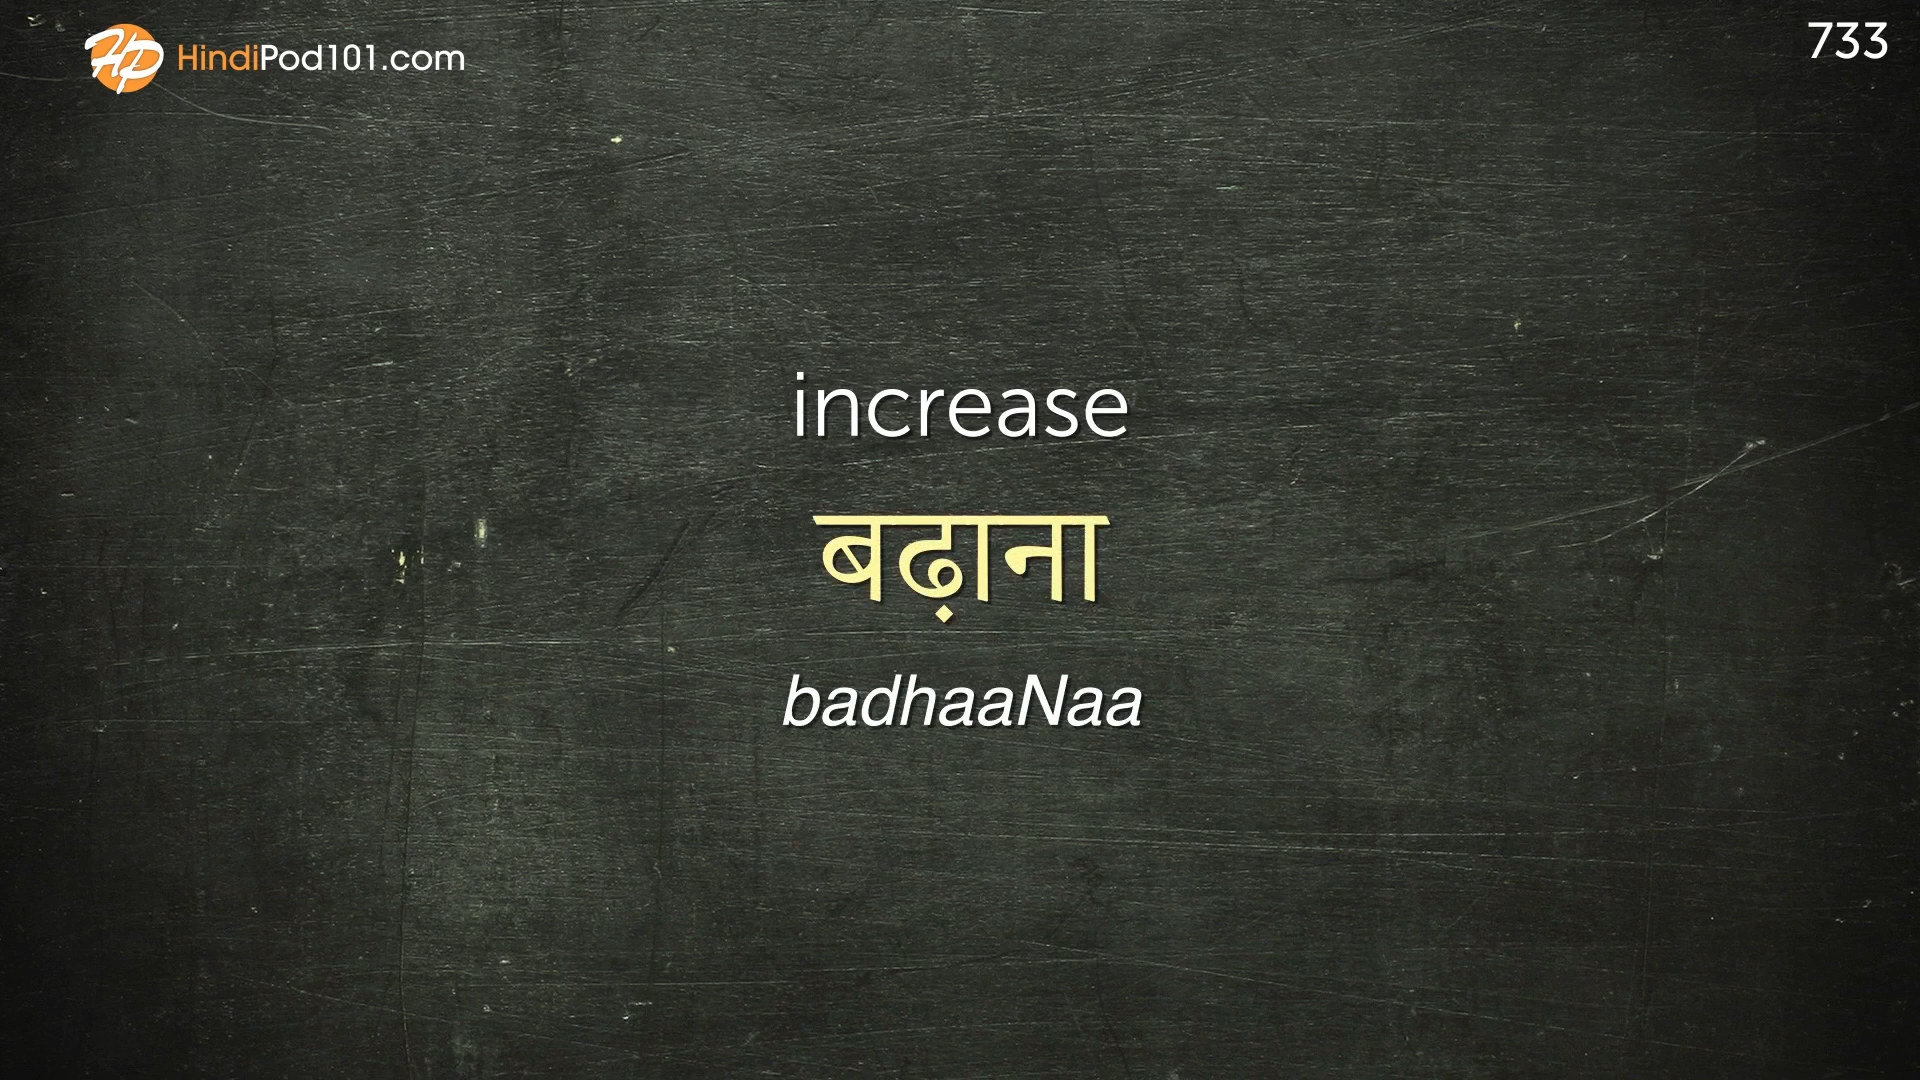 HindiPod101.com
733
increase
बढ़ाना
badhaaNaa